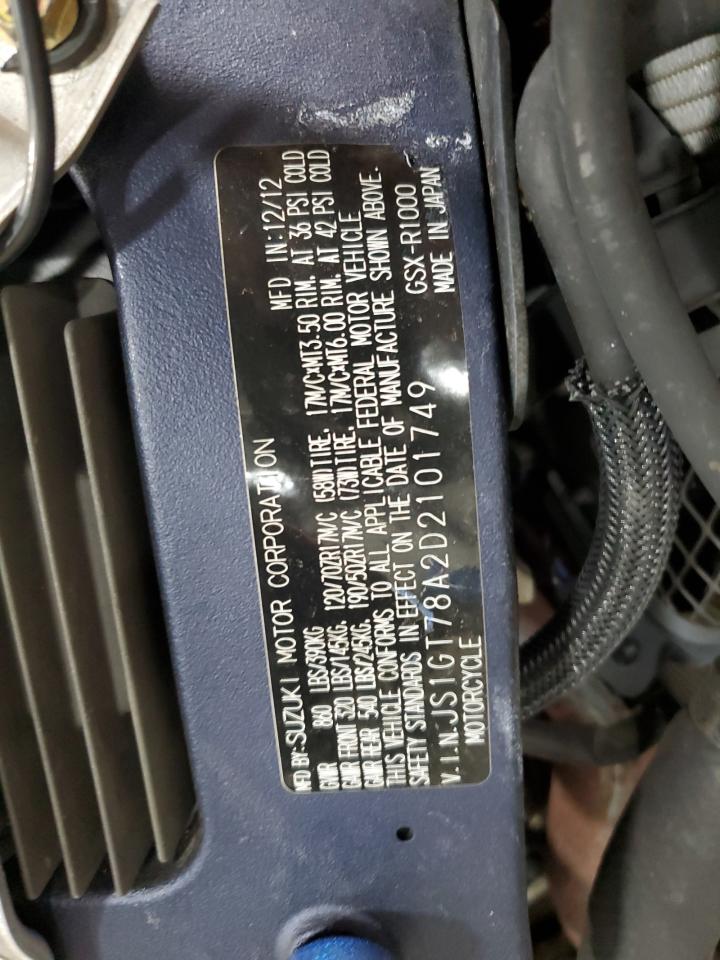 MFD BY:SUZUKI MOTOR CORPORATION MFD IN:12/12
GVWR 860 LBS/390KG
GAWR FRONT 320 LBS/145KG. 120/70ZR17M/C (58W)TIRE. 17M/C×MT3.50 RIM. AT 36 PSI COLD
GAWR REAR 540 LBS/245KG. 190/50ZR17M/C (73W)TIRE. 17M/C×MT6.00 RIM. AT 42 PSI COLD
THIS VEHICLE CONFORMS TO ALL APPLICABLE FEDERAL MOTOR VEHICLE
SAFETY STANDARDS IN EFFECT ON THE DATE OF MANUFACTURE SHOWN ABOVE.
V.I.N.JS1GT78A2D2101749 GSX-R1000
MOTORCYCLE MADE IN JAPAN